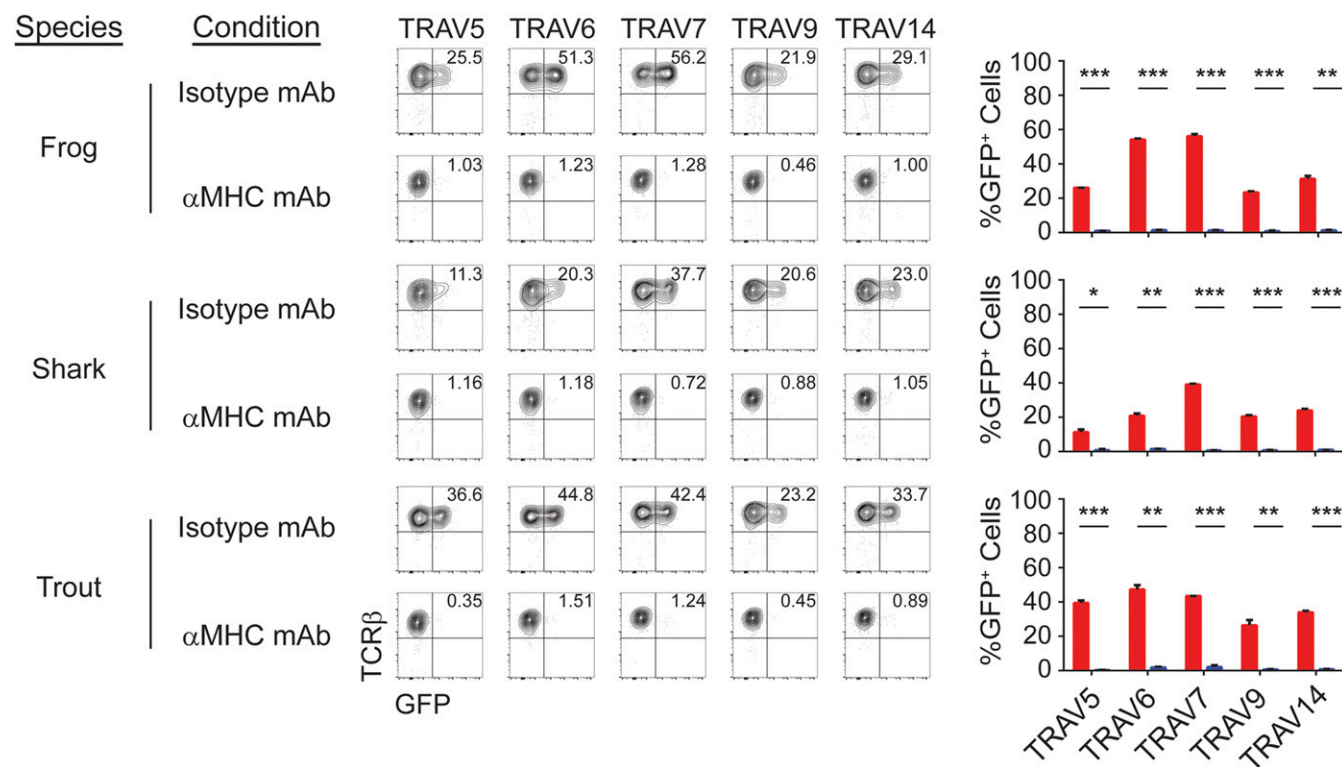 Species Condition TRAV5 TRAV6 TRAV7 TRAV9 TRAV14
Frog
Isotype mAb 25.5 51.3 56.2 21.9 29.1
αMHC mAb 1.03 1.23 1.28 0.46 1.00
Shark
Isotype mAb 11.3 20.3 37.7 20.6 23.0
αMHC mAb 1.16 1.18 0.72 0.88 1.05
Trout
Isotype mAb 36.6 44.8 42.4 23.2 33.7
αMHC mAb 0.35 1.51 1.24 0.45 0.89
TCRβ
GFP
%GFP⁺ Cells
100
80
60
40
20
0
*** *** *** *** **
%GFP⁺ Cells
100
80
60
40
20
0
* ** *** *** ***
%GFP⁺ Cells
100
80
60
40
20
0
*** ** *** ** ***
TRAV5
TRAV6
TRAV7
TRAV9
TRAV14